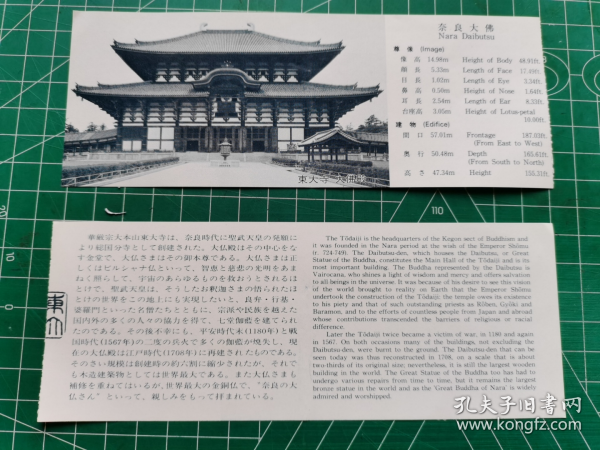 奈良大佛
Nara Daibutsu
尊像 (Image)
像高 14.98m Height of Body 48.91ft.
面長 5.33m Length of Face 17.49ft.
目長 1.02m Length of Eye 3.34ft.
鼻高 0.50m Height of Nose 1.64ft.
耳長 2.54m Length of Ear 8.33ft.
台座高 3.05m Height of Lotus-petal
10.00ft.
建物 (Edifice)
間口 57.01m Frontage 187.03ft.
(From East to West)
奥行 50.48m Depth 165.61ft.
(From South to North)
高さ 47.34m Height 155.31ft.
東大寺 大佛殿
110
華厳宗大本山東大寺は、奈良時代に聖武天皇の発願に
より総国分寺として創建された。大仏殿はその中心をな
す金堂で、大仏さまはその御本尊である。大仏さまは正
しくはビルシャナ仏といって、智恵と慈悲の光明をあま
ねく照らして、宇宙のあらゆるものを救おうとされるほ
とけで、聖武天皇は、そうしたお釈迦さまの悟られたほ
とけの世界をこの地上にも実現したいと、良弁・行基・
婆羅門といった名僧たちとともに、宗派や民族を越えた
国内外の多くの人々の協力を得て、七堂伽藍を建てられ
たのである。その後不幸にも、平安時代末(1180年)と戦
国時代(1567年)の二度の兵火で多くの伽藍が焼失し、現
在の大仏殿は江戸時代(1708年)に再建されたものである。
そのさい規模は創建時の約六割に縮少されたが、それで
も木造建築物としては世界最大である。また大仏さまも
補修を重ねてはいるが、世界最大の金銅仏で、“奈良の大
仏さん”といって、親しみをもって拝まれている。
The Tōdaiji is the headquarters of the Kegon sect of Buddhism and
it was founded in the Nara period at the wish of the Emperor Shōmu
(r. 724-749). The Daibutsu-den, which houses the Daibutsu, or Great
Statue of the Buddha, constitutes the Main Hall of the Tōdaiji and is its
most important building. The Buddha represented by the Daibutsu is
Vairocana, who shines a light of wisdom and mercy and offers salvation
to all beings in the universe. It was because of his desire to see this vision
of the world brought to reality on Earth that the Emperor Shōmu
undertook the construction of the Tōdaiji; the temple owes its existence
to his piety and that of such outstanding priests as Rōben, Gyōki and
Baramon, and to the efforts of countless people from Japan and abroad
whose contributions transcended the barriers of religious or racial
difference.
Later the Tōdaiji twice became a victim of war, in 1180 and again
in 1567. On both occasions many of the buildings, not excluding the
Daibutsu-den, were burnt to the ground. The Daibutsu-den that can be
seen today was thus reconstructed in 1708, on a scale that is about
two-thirds of its original size; nevertheless, it is still the largest wooden
building in the world. The Great Statue of the Buddha too has had to
undergo various repairs from time to time, but it remains the largest
bronze statue in the world and as the 'Great Buddha of Nara' is widely
admired and worshipped.
孔夫子旧书网
www.kongfz.com